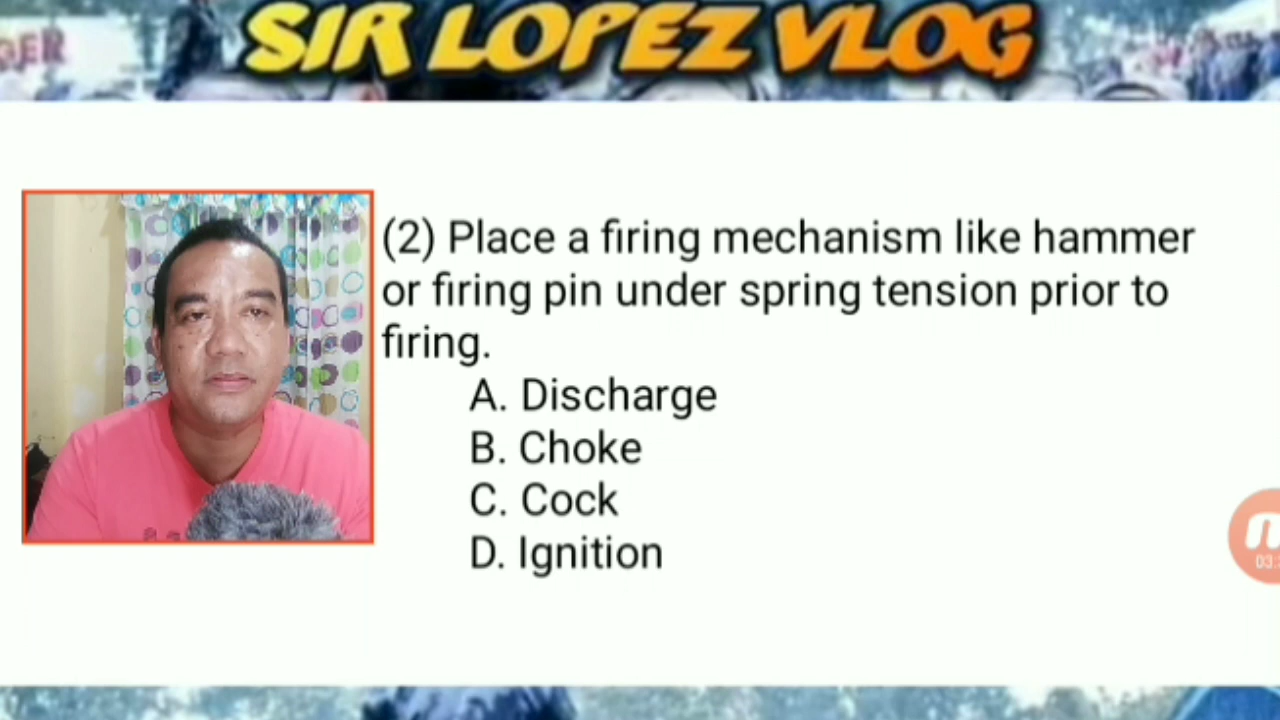 SIR LOPEZ VLOG
(2) Place a firing mechanism like hammer
or firing pin under spring tension prior to
firing.
A. Discharge
B. Choke
C. Cock
D. Ignition